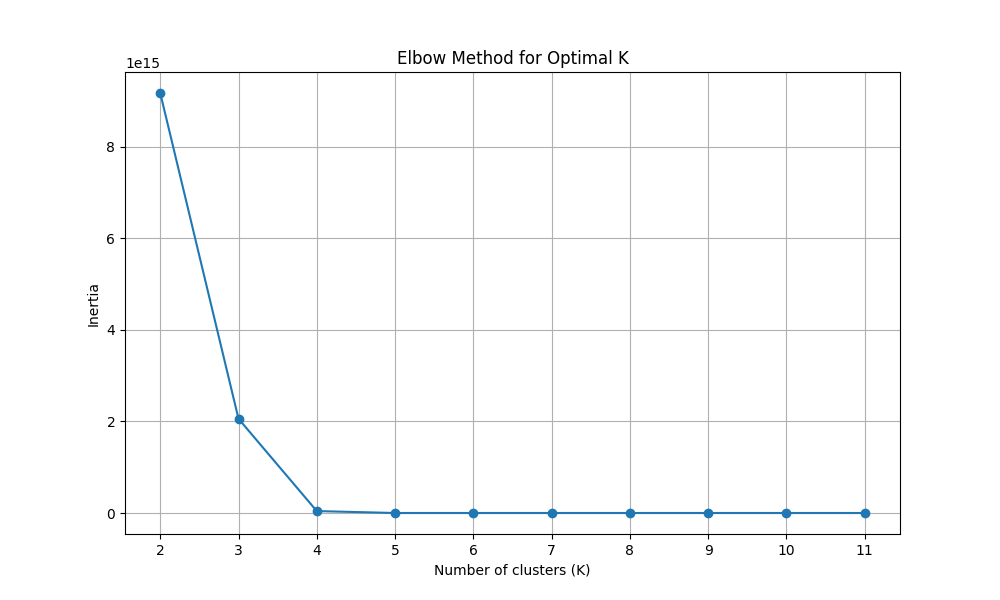 Elbow Method for Optimal K
1e15
8
6
4
2
0
Inertia
2 3 4 5 6 7 8 9 10 11
Number of clusters (K)